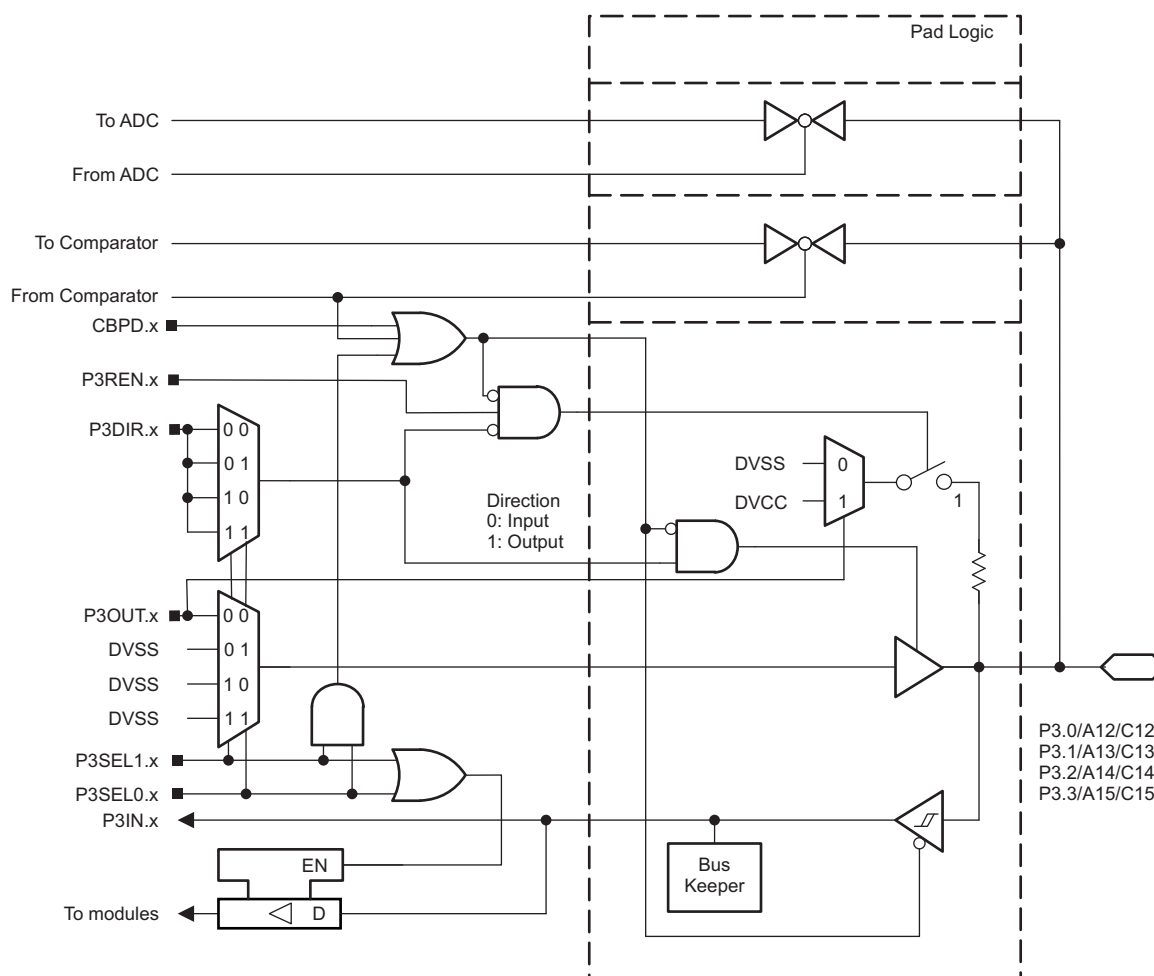 Pad Logic
To ADC
From ADC
To Comparator
From Comparator
CBPD.x
P3REN.x
P3DIR.x
0 0
0 1
1 0
1 1
Direction
0: Input
1: Output
DVSS
0
DVCC
1
1
P3OUT.x
0 0
DVSS
0 1
DVSS
1 0
DVSS
1 1
P3SEL1.x
P3SEL0.x
P3IN.x
P3.0/A12/C12
P3.1/A13/C13
P3.2/A14/C14
P3.3/A15/C15
EN
Bus
Keeper
To modules
D